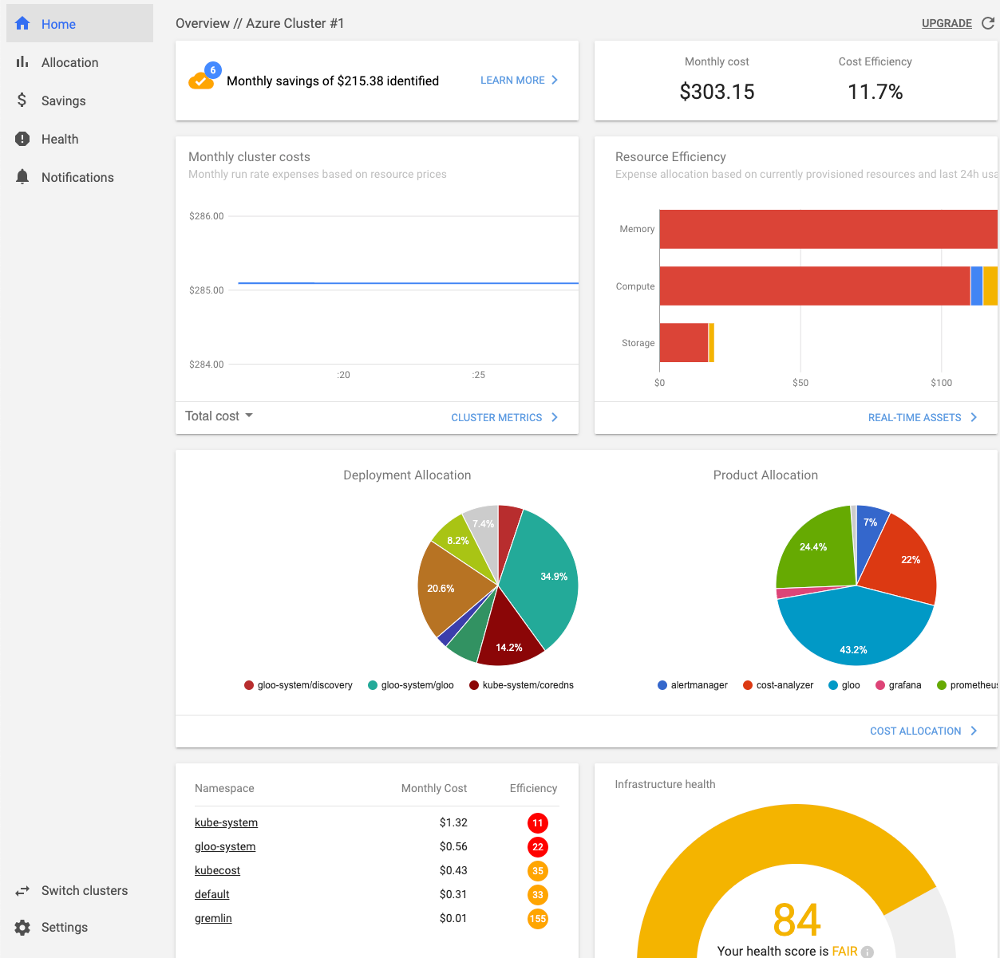 Home
Allocation
Savings
Health
Notifications
Switch clusters
Settings
Overview // Azure Cluster #1
UPGRADE
6
Monthly savings of $215.38 identified
LEARN MORE
Monthly cost
$303.15
Cost Efficiency
11.7%
Monthly cluster costs
Monthly run rate expenses based on resource prices
$286.00
$285.00
$284.00
:20 :25
Total cost
CLUSTER METRICS
Resource Efficiency
Expense allocation based on currently provisioned resources and last 24h usa
Memory
Compute
Storage
$0 $50 $100
REAL-TIME ASSETS
Deployment Allocation
7.4%
8.2%
34.9%
20.6%
14.2%
gloo-system/discovery gloo-system/gloo kube-system/coredns
Product Allocation
7%
24.4%
22%
43.2%
alertmanager cost-analyzer gloo grafana prometheus
COST ALLOCATION
Namespace Monthly Cost Efficiency
kube-system $1.32 11
gloo-system $0.56 22
kubecost $0.43 35
default $0.31 33
gremlin $0.01 155
Infrastructure health
84
Your health score is FAIR